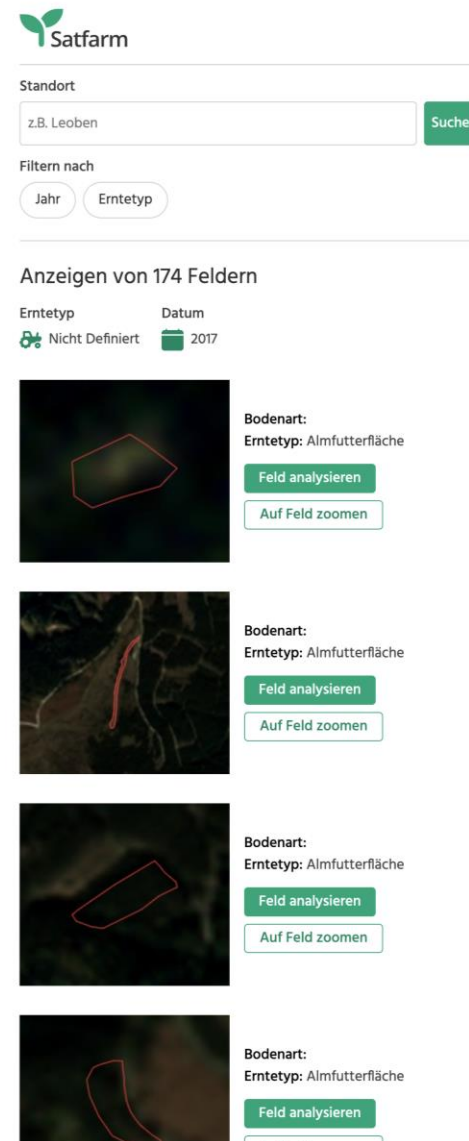 Satfarm
Standort
z.B. Leoben
Suche
Filtern nach
Jahr
Erntetyp
Anzeigen von 174 Feldern
Erntetyp
Datum
Nicht Definiert
2017
Bodenart:
Erntetyp: Almfutterfläche
Feld analysieren
Auf Feld zoomen
Bodenart:
Erntetyp: Almfutterfläche
Feld analysieren
Auf Feld zoomen
Bodenart:
Erntetyp: Almfutterfläche
Feld analysieren
Auf Feld zoomen
Bodenart:
Erntetyp: Almfutterfläche
Feld analysieren